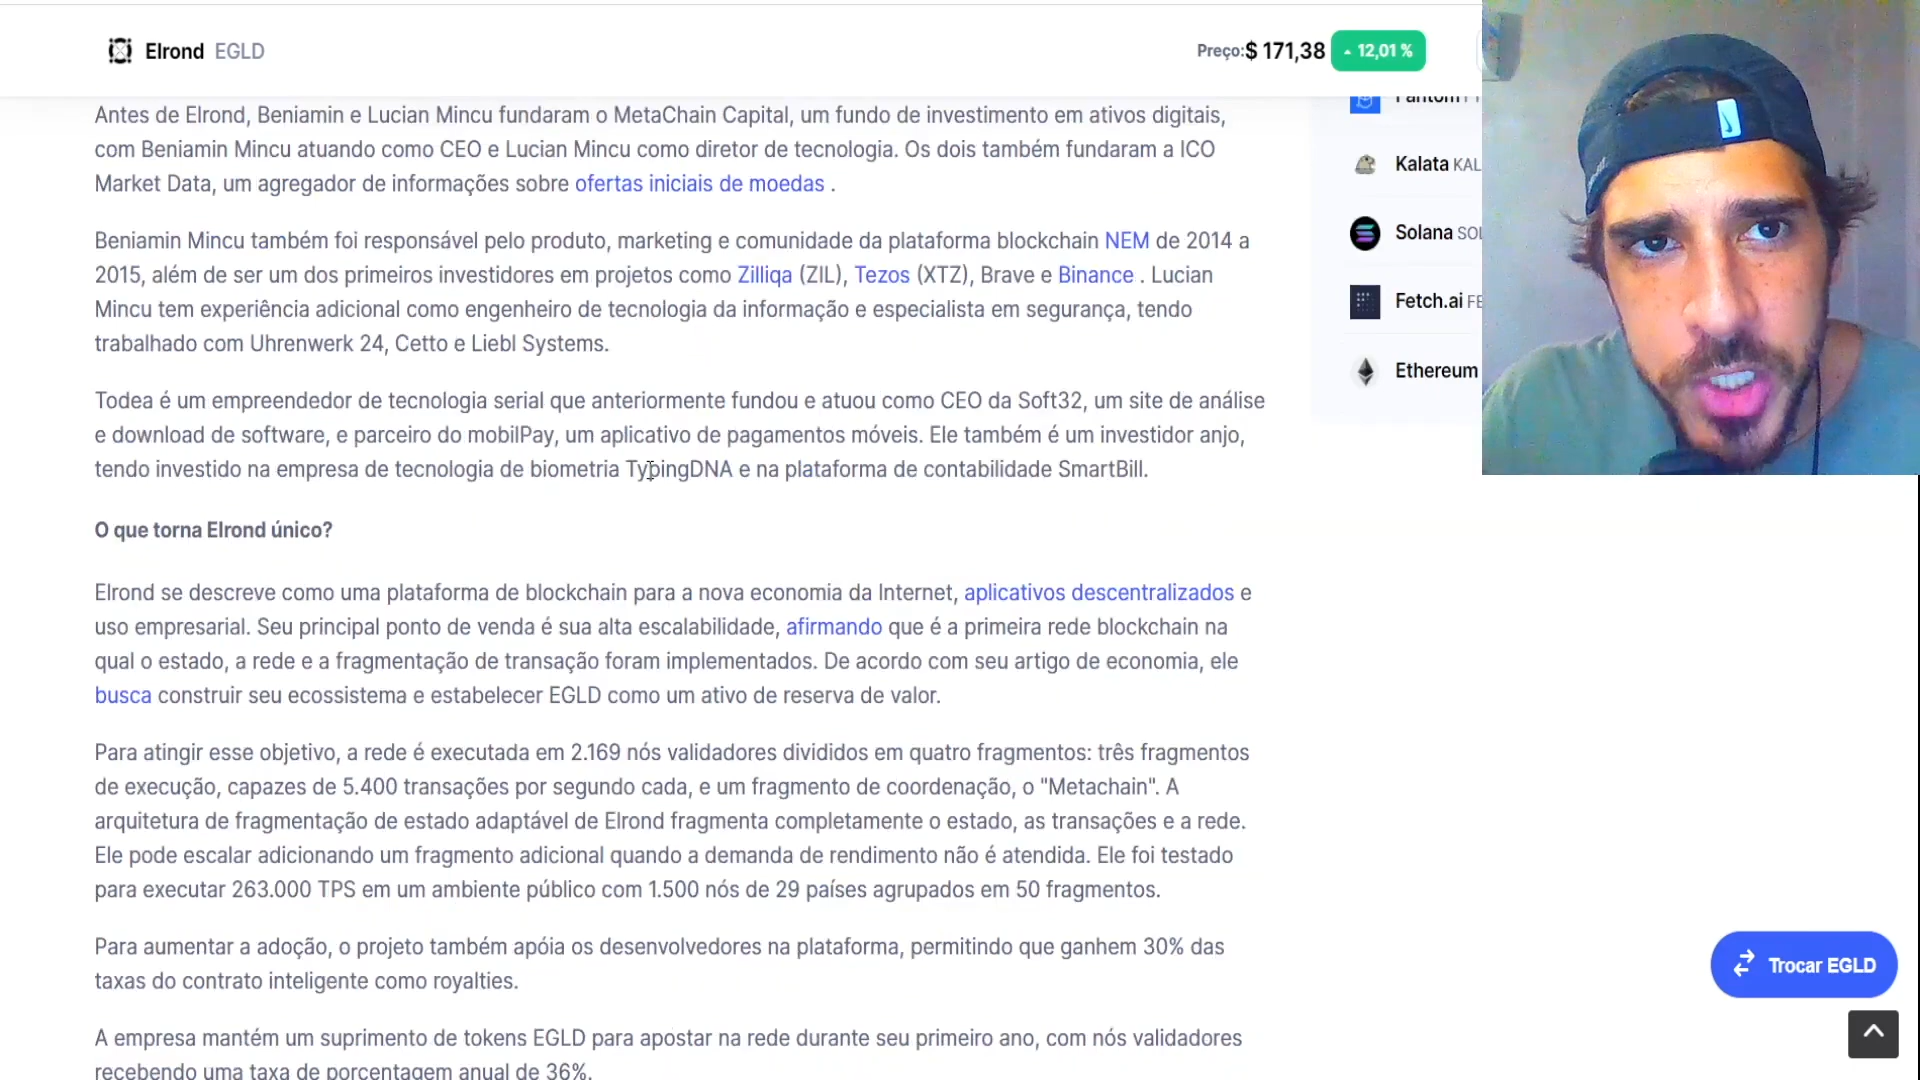 Elrond EGLD
Preço:$ 171,38 12,01 %
Antes de Elrond, Beniamin e Lucian Mincu fundaram o MetaChain Capital, um fundo de investimento em ativos digitais,
com Beniamin Mincu atuando como CEO e Lucian Mincu como diretor de tecnologia. Os dois também fundaram a ICO
Market Data, um agregador de informações sobre ofertas iniciais de moedas .
Beniamin Mincu também foi responsável pelo produto, marketing e comunidade da plataforma blockchain NEM de 2014 a
2015, além de ser um dos primeiros investidores em projetos como Zilliqa (ZIL), Tezos (XTZ), Brave e Binance . Lucian
Mincu tem experiência adicional como engenheiro de tecnologia da informação e especialista em segurança, tendo
trabalhado com Uhrenwerk 24, Cetto e Liebl Systems.
Todea é um empreendedor de tecnologia serial que anteriormente fundou e atuou como CEO da Soft32, um site de análise
e download de software, e parceiro do mobilPay, um aplicativo de pagamentos móveis. Ele também é um investidor anjo,
tendo investido na empresa de tecnologia de biometria TypingDNA e na plataforma de contabilidade SmartBill.
O que torna Elrond único?
Elrond se descreve como uma plataforma de blockchain para a nova economia da Internet, aplicativos descentralizados e
uso empresarial. Seu principal ponto de venda é sua alta escalabilidade, afirmando que é a primeira rede blockchain na
qual o estado, a rede e a fragmentação de transação foram implementados. De acordo com seu artigo de economia, ele
busca construir seu ecossistema e estabelecer EGLD como um ativo de reserva de valor.
Para atingir esse objetivo, a rede é executada em 2.169 nós validadores divididos em quatro fragmentos: três fragmentos
de execução, capazes de 5.400 transações por segundo cada, e um fragmento de coordenação, o "Metachain". A
arquitetura de fragmentação de estado adaptável de Elrond fragmenta completamente o estado, as transações e a rede.
Ele pode escalar adicionando um fragmento adicional quando a demanda de rendimento não é atendida. Ele foi testado
para executar 263.000 TPS em um ambiente público com 1.500 nós de 29 países agrupados em 50 fragmentos.
Para aumentar a adoção, o projeto também apóia os desenvolvedores na plataforma, permitindo que ganhem 30% das
taxas do contrato inteligente como royalties.
A empresa mantém um suprimento de tokens EGLD para apostar na rede durante seu primeiro ano, com nós validadores
recebendo uma taxa de porcentagem anual de 36%.
Fantom
Kalata KAL
Solana SOL
Fetch.ai FE
Ethereum
Trocar EGLD